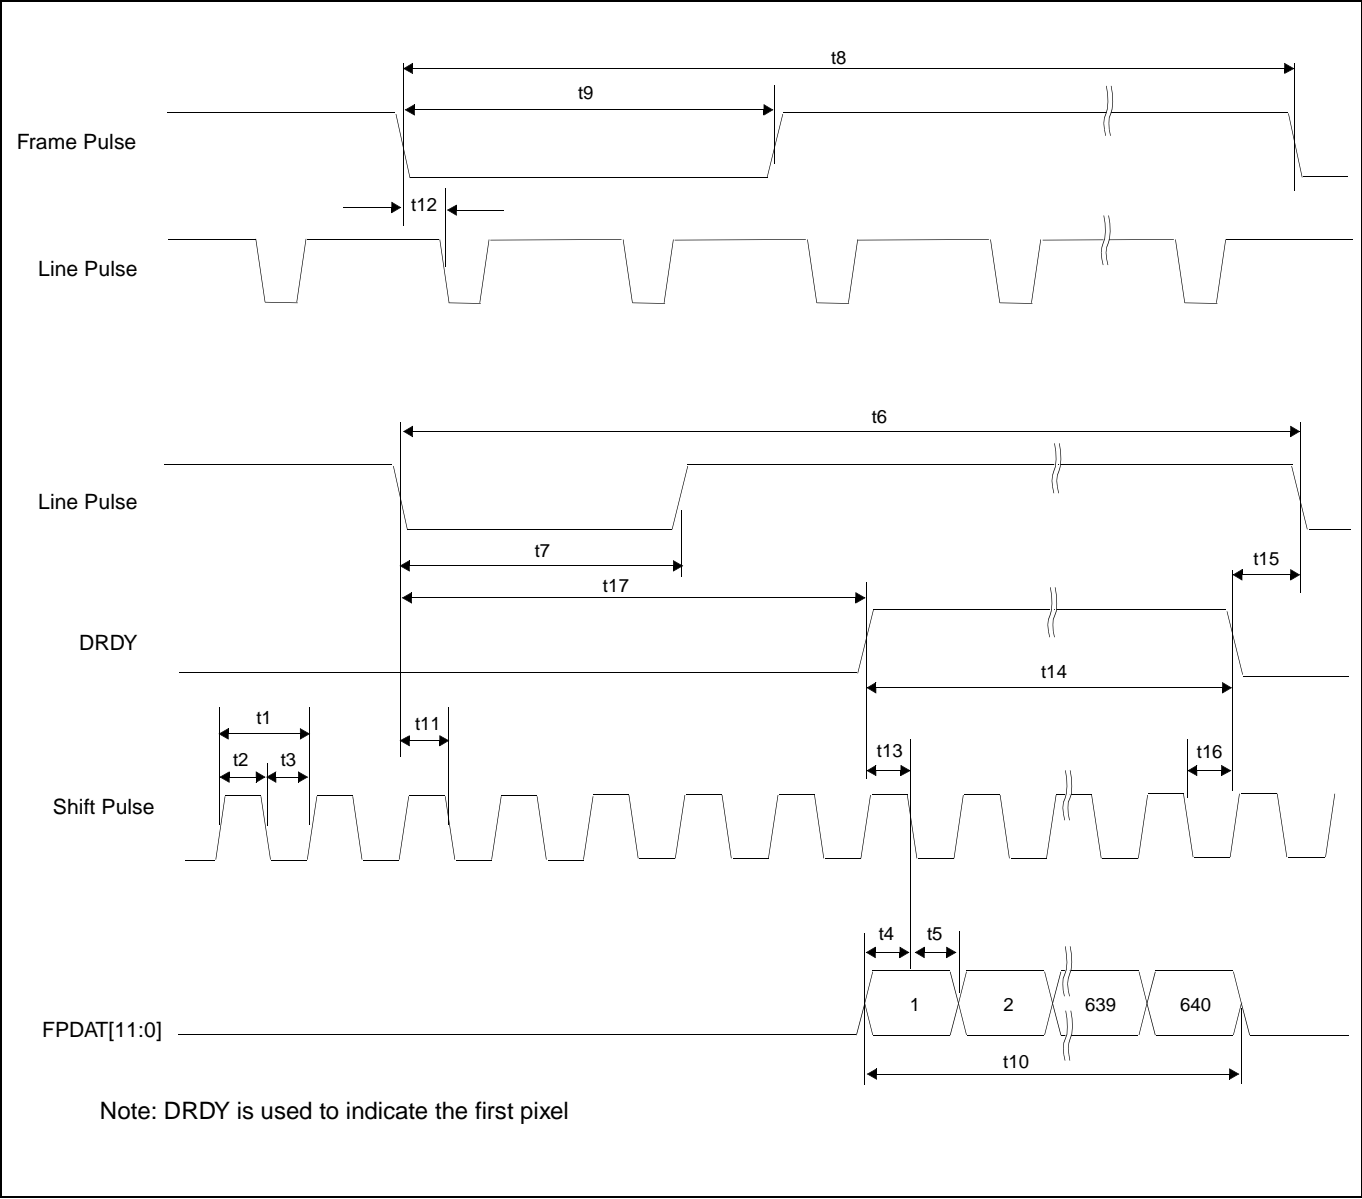 t8
t9
Frame Pulse
t12
Line Pulse
t6
Line Pulse
t7
t15
t17
DRDY
t14
t1
t11
t2 t3
t13
t16
Shift Pulse
t4 t5
1 2 639 640
FPDAT[11:0]
t10
Note: DRDY is used to indicate the first pixel